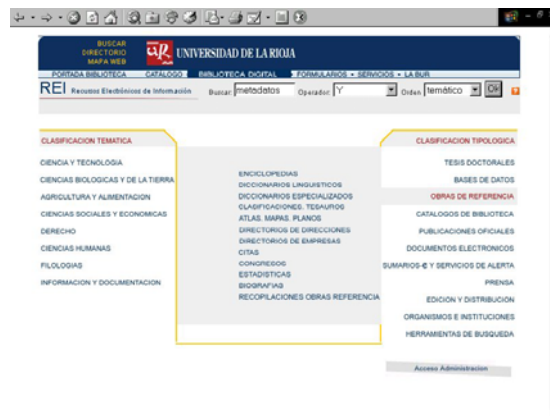 BUSCAR
DIRECTORIO
MAPA WEB
UR UNIVERSIDAD DE LA RIOJA
PORTADA BIBLIOTECA CATALOGO BIBLIOTECA DIGITAL FORMULARIOS • SERVICIOS • LA BUR
REI Recursos Electrónicos de Información Buscar metadatos Operador Y Orden temático Ok
CLASIFICACION TEMATICA
CIENCIA Y TECNOLOGIA
CIENCIAS BIOLOGICAS Y DE LA TIERRA
AGRICULTURA Y ALIMENTACION
CIENCIAS SOCIALES Y ECONOMICAS
DERECHO
CIENCIAS HUMANAS
FILOLOGIAS
INFORMACION Y DOCUMENTACION
ENCICLOPEDIAS
DICCIONARIOS LINGUISTICOS
DICCIONARIOS ESPECIALIZADOS
CLASIFICACIONES. TESAUROS
ATLAS. MAPAS. PLANOS
DIRECTORIOS DE DIRECCIONES
DIRECTORIOS DE EMPRESAS
CITAS
CONGRESOS
ESTADISTICAS
BIOGRAFIAS
RECOPILACIONES OBRAS REFERENCIA
CLASIFICACION TIPOLOGICA
TESIS DOCTORALES
BASES DE DATOS
OBRAS DE REFERENCIA
CATALOGOS DE BIBLIOTECA
PUBLICACIONES OFICIALES
DOCUMENTOS ELECTRONICOS
SUMARIOS-e Y SERVICIOS DE ALERTA
PRENSA
EDICION Y DISTRIBUCION
ORGANISMOS E INSTITUCIONES
HERRAMIENTAS DE BUSQUEDA
Acceso Administracion